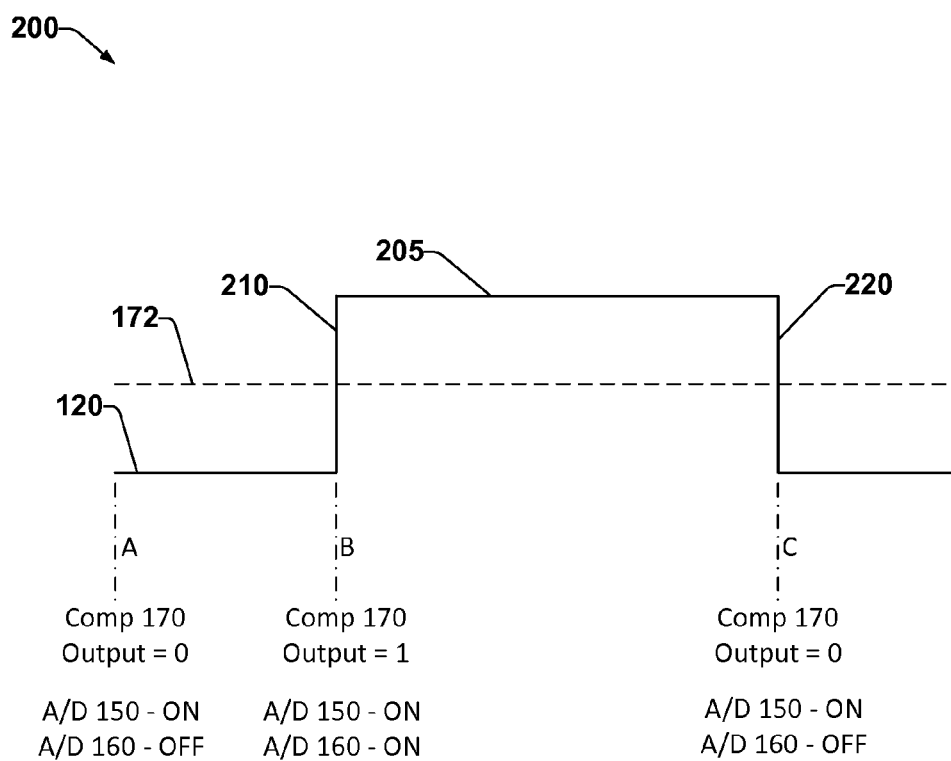 200
205
210
220
172
120
A
B
C
Comp 170
Output = 0
A/D 150 - ON
A/D 160 - OFF
Comp 170
Output = 1
A/D 150 - ON
A/D 160 - ON
Comp 170
Output = 0
A/D 150 - ON
A/D 160 - OFF